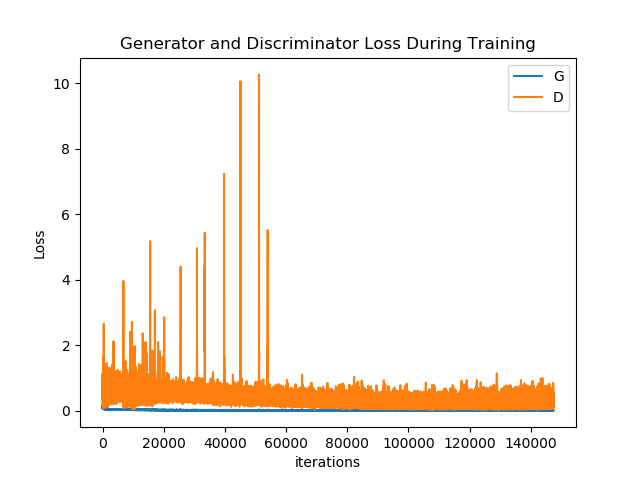 Generator and Discriminator Loss During Training
G
D
10
8
6
4
2
0
Loss
0 20000 40000 60000 80000 100000 120000 140000
iterations